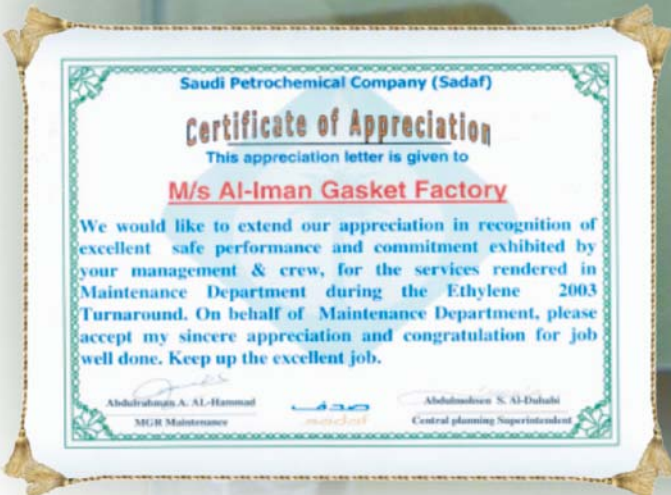 Saudi Petrochemical Company (Sadaf)
Certificate of Appreciation
This appreciation letter is given to
M/s Al-Iman Gasket Factory
We would like to extend our appreciation in recognition of
excellent safe performance and commitment exhibited by
your management & crew, for the services rendered in
Maintenance Department during the Ethylene 2003
Turnaround. On behalf of Maintenance Department, please
accept my sincere appreciation and congratulation for job
well done. Keep up the excellent job.
Abdulrahman A. AL-Hammad
MGR Maintenance
صدف
sadaf
Abdulmohsen S. Al-Duhabi
Central planning Superintendent